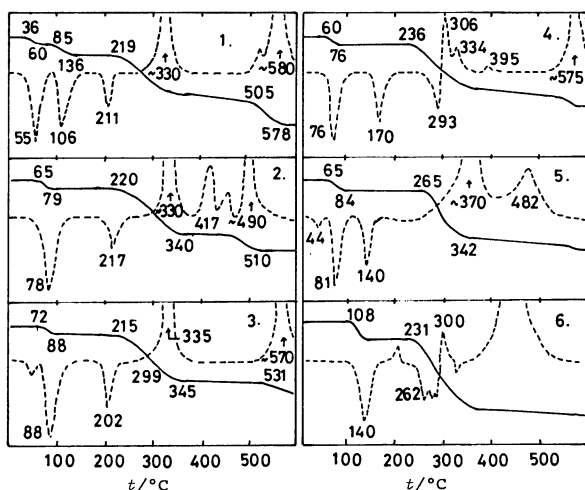 36 85 219 1.
60 136 ~330 ~580
55 106 211 505
578
65 220 2.
79 ~330 417 ~490
78 217 340 510
72 215 335 3.
88 299 345 570
531
88 202
0 100 200 300 400 500
t/°C
60 236 306 4.
76 334 395
~575
76 170 293
65 265 5.
84 ~370 482
44 81 140 342
108 231 300 6.
262
140
100 200 300 400 500
t/°C